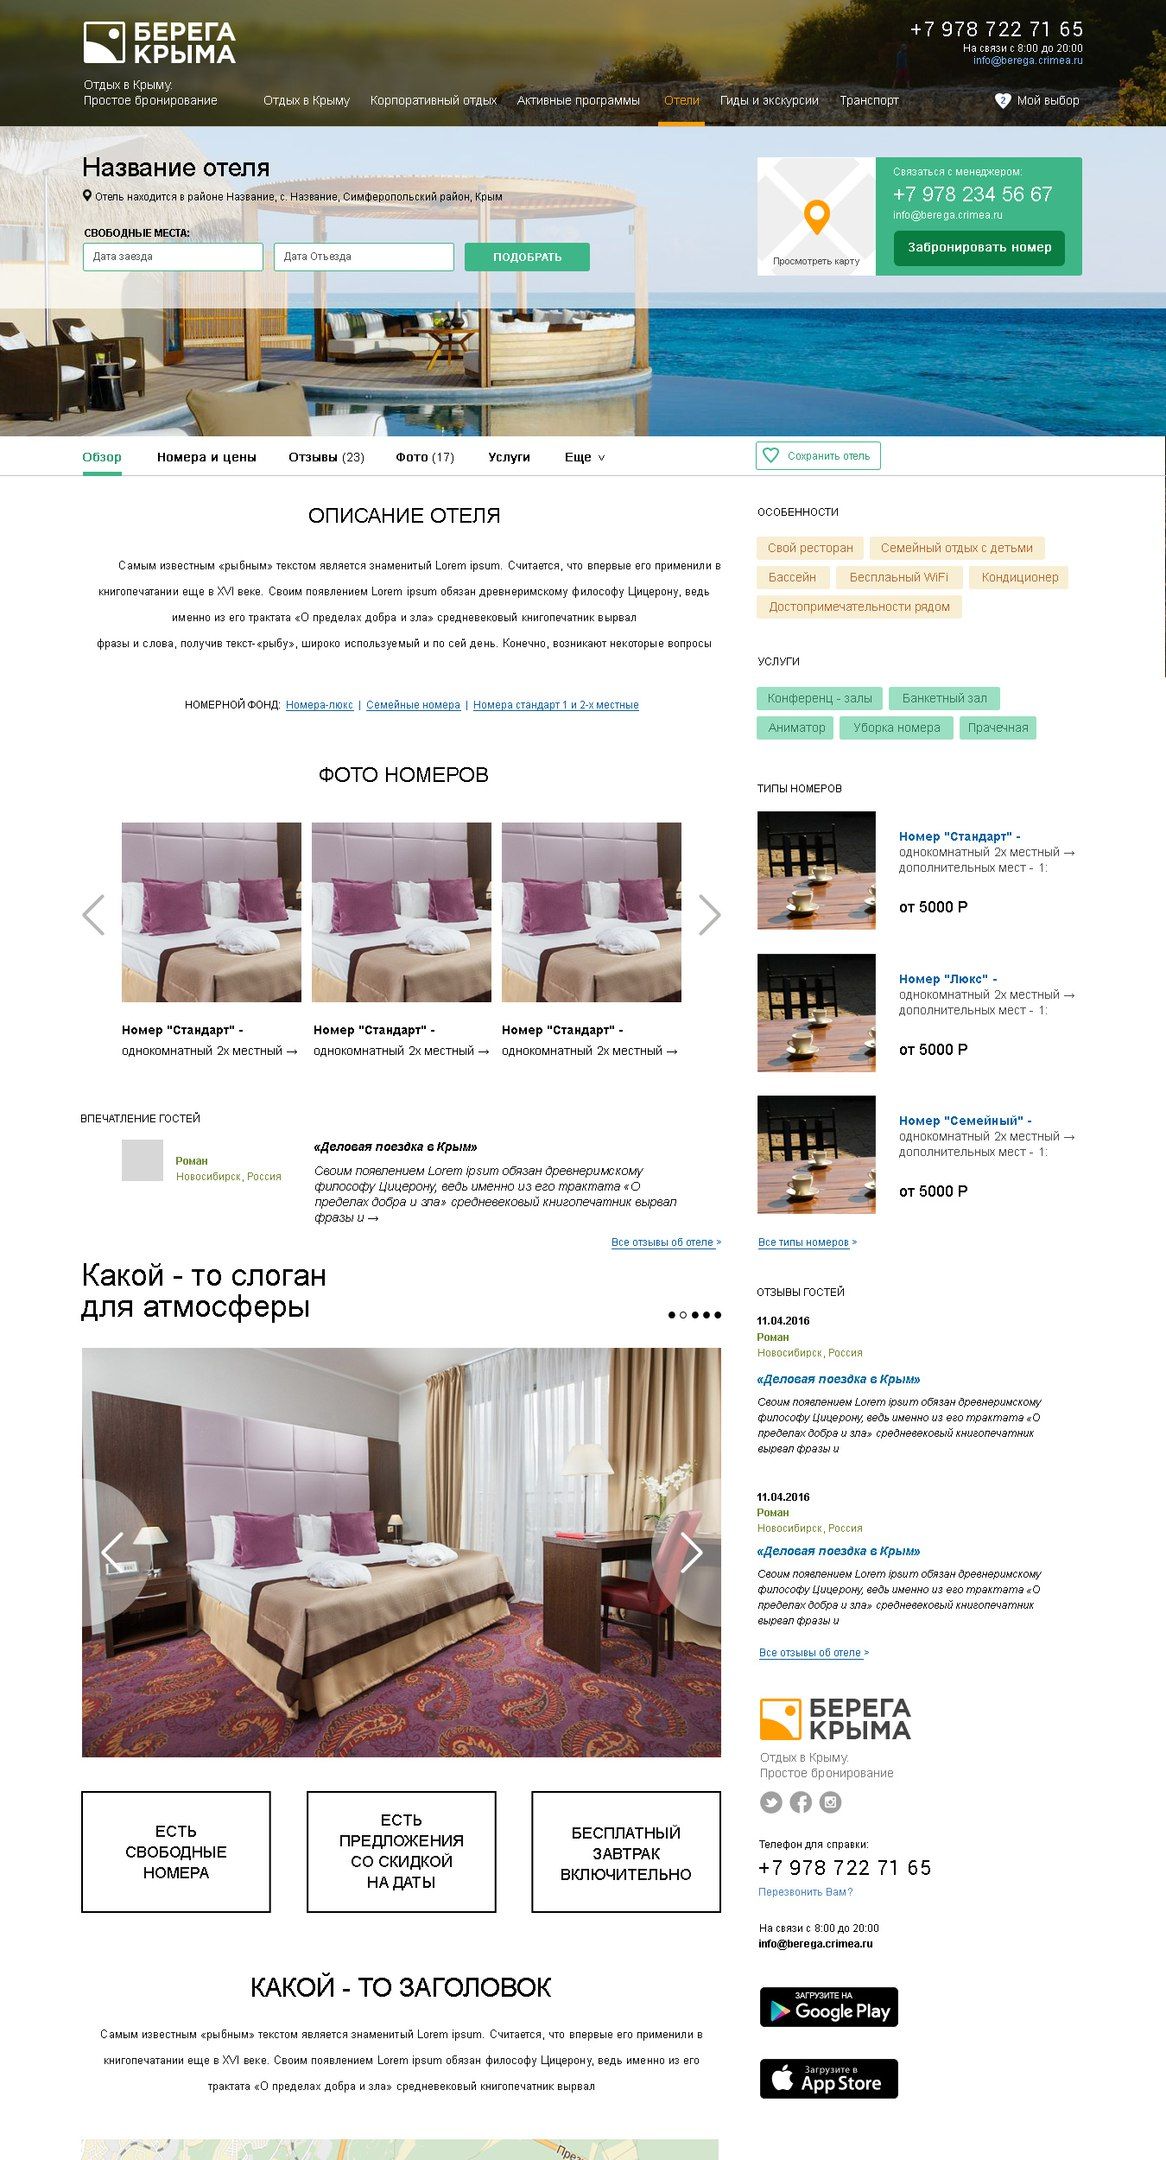 БЕРЕГА
КРЫМА
Отдых в Крыму.
Простое бронирование
+7 978 722 71 65
На связи с 8:00 до 20:00
info@berega.crimea.ru
Отдых в Крыму
Корпоративный отдых
Активные программы
Отели
Гиды и экскурсии
Транспорт
2
Мой выбор
Название отеля
Отель находится в районе Название, с. Название, Симферопольский район, Крым
СВОБОДНЫЕ МЕСТА:
Дата заезда
Дата Отъезда
ПОДОБРАТЬ
Просмотреть карту
Связаться с менеджером:
+7 978 234 56 67
info@berega.crimea.ru
Забронировать номер
Обзор
Номера и цены
Отзывы (23)
Фото (17)
Услуги
Еще v
Сохранить отель
ОПИСАНИЕ ОТЕЛЯ
Самым известным «рыбным» текстом является знаменитый Lorem ipsum. Считается, что впервые его применили в
книгопечатании еще в XVI веке. Своим появлением Lorem ipsum обязан древнеримскому философу Цицерону, ведь
именно из его трактата «О пределах добра и зла» средневековый книгопечатник вырвал
фразы и слова, получив текст-«рыбу», широко используемый и по сей день. Конечно, возникают некоторые вопросы
НОМЕРНОЙ ФОНД: Номера-люкс | Семейные номера | Номера стандарт 1 и 2-х местные
ФОТО НОМЕРОВ
Номер "Стандарт" -
однокомнатный 2х местный →
Номер "Стандарт" -
однокомнатный 2х местный →
Номер "Стандарт" -
однокомнатный 2х местный →
ВПЕЧАТЛЕНИЕ ГОСТЕЙ
Роман
Новосибирск, Россия
«Деловая поездка в Крым»
Своим появлением Lorem ipsum обязан древнеримскому
философу Цицерону, ведь именно из его трактата «О
пределах добра и зла» средневековый книгопечатник вырвал
фразы и →
Все отзывы об отеле >
Какой - то слоган
для атмосферы
ЕСТЬ
СВОБОДНЫЕ
НОМЕРА
ЕСТЬ
ПРЕДЛОЖЕНИЯ
СО СКИДКОЙ
НА ДАТЫ
БЕСПЛАТНЫЙ
ЗАВТРАК
ВКЛЮЧИТЕЛЬНО
КАКОЙ - ТО ЗАГОЛОВОК
Самым известным «рыбным» текстом является знаменитый Lorem ipsum. Считается, что впервые его применили в
книгопечатании еще в XVI веке. Своим появлением Lorem ipsum обязан философу Цицерону, ведь именно из его
трактата «О пределах добра и зла» средневековый книгопечатник вырвал
ОСОБЕННОСТИ
Свой ресторан
Семейный отдых с детьми
Бассейн
Бесплаьный WiFi
Кондиционер
Достопримечательности рядом
УСЛУГИ
Конференц - залы
Банкетный зал
Аниматор
Уборка номера
Прачечная
ТИПЫ НОМЕРОВ
Номер "Стандарт" -
однокомнатный 2х местный →
дополнительных мест - 1:
от 5000 Р
Номер "Люкс" -
однокомнатный 2х местный →
дополнительных мест - 1:
от 5000 Р
Номер "Семейный" -
однокомнатный 2х местный →
дополнительных мест - 1:
от 5000 Р
Все типы номеров >
ОТЗЫВЫ ГОСТЕЙ
11.04.2016
Роман
Новосибирск, Россия
«Деловая поездка в Крым»
Своим появлением Lorem ipsum обязан древнеримскому
философу Цицерону, ведь именно из его трактата «О
пределах добра и зла» средневековый книгопечатник
вырвал фразы и
11.04.2016
Роман
Новосибирск, Россия
«Деловая поездка в Крым»
Своим появлением Lorem ipsum обязан древнеримскому
философу Цицерону, ведь именно из его трактата «О
пределах добра и зла» средневековый книгопечатник
вырвал фразы и
Все отзывы об отеле >
БЕРЕГА
КРЫМА
Отдых в Крыму.
Простое бронирование
Телефон для справки:
+7 978 722 71 65
Перезвонить Вам?
На связи с 8:00 до 20:00
info@berega.crimea.ru
ЗАГРУЗИТЕ НА
Google Play
Загрузите в
App Store